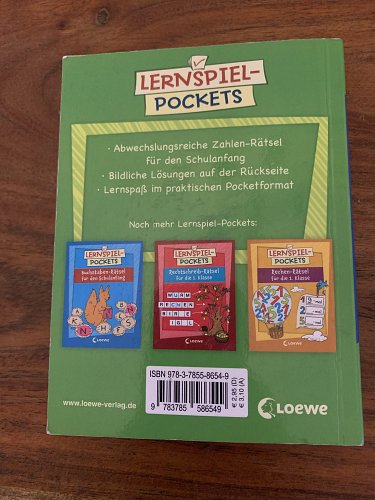 LERNSPIEL-
POCKETS
· Abwechslungsreiche Zahlen-Rätsel
für den Schulanfang
· Bildliche Lösungen auf der Rückseite
· Lernspaß im praktischen Pocketformat
Noch mehr Lernspiel-Pockets:
LERNSPIEL-
POCKETS
Buchstaben-Rätsel
für den Schulanfang
Loewe
LERNSPIEL-
POCKETS
Rechtschreib-Rätsel
für die 1. Klasse
WURM
RECHEN
Loewe
LERNSPIEL-
POCKETS
Rechen-Rätsel
für die 1. Klasse
Loewe
ISBN 978-3-7855-8654-9
9 783785 586549
€ 2,95 (D)
€ 3,10 (A)
www.loewe-verlag.de
Loewe